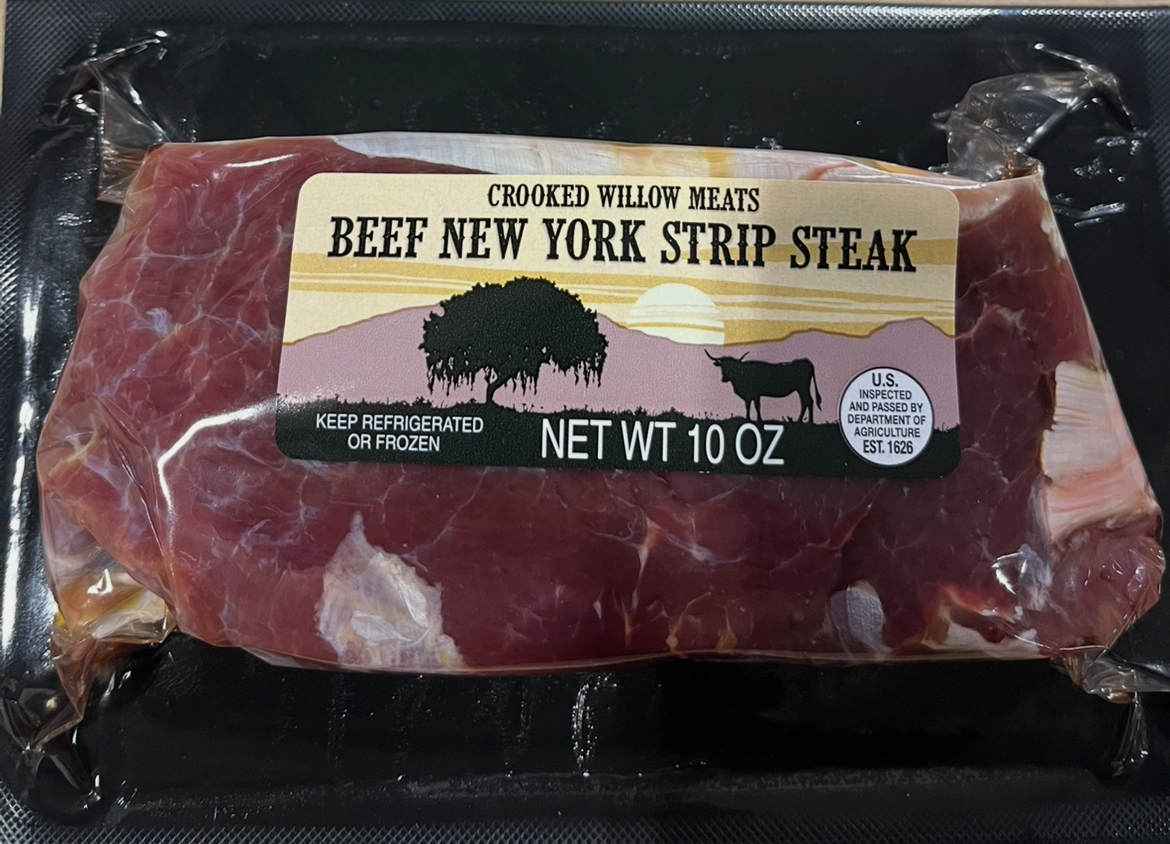 CROOKED WILLOW MEATS
BEEF NEW YORK STRIP STEAK
KEEP REFRIGERATED
OR FROZEN
NET WT 10 OZ
U.S.
INSPECTED
AND PASSED BY
DEPARTMENT OF
AGRICULTURE
EST. 1626